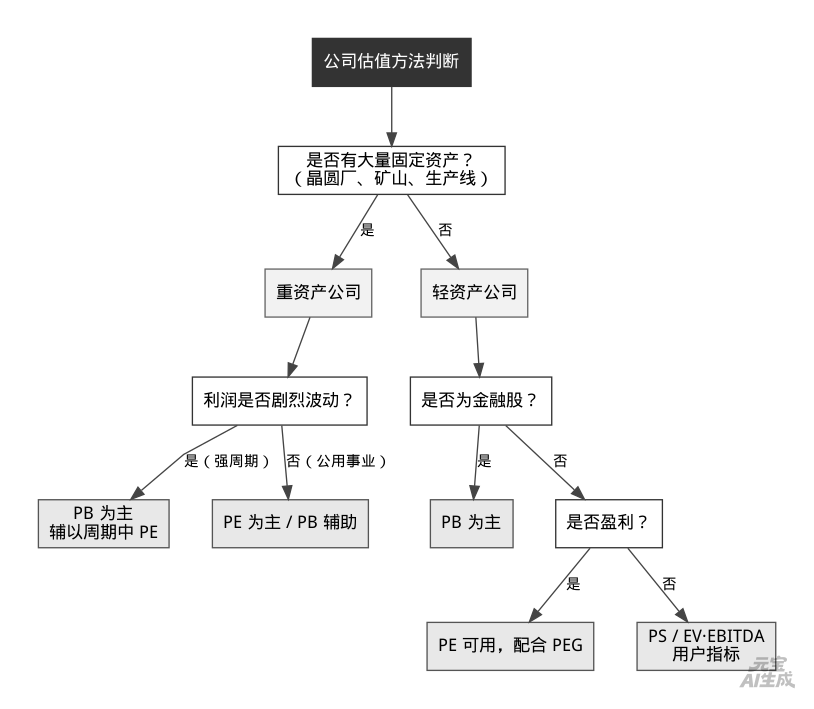 公司估值方法判断
是否有大量固定资产？
（晶圆厂、矿山、生产线）
是
否
重资产公司
轻资产公司
利润是否剧烈波动？
是否为金融股？
是（强周期）
否（公用事业）
是
否
PB 为主
辅以周期中 PE
PE 为主 / PB 辅助
PB 为主
是否盈利？
是
否
PE 可用，配合 PEG
PS / EV·EBITDA
用户指标
元宝
AI生成